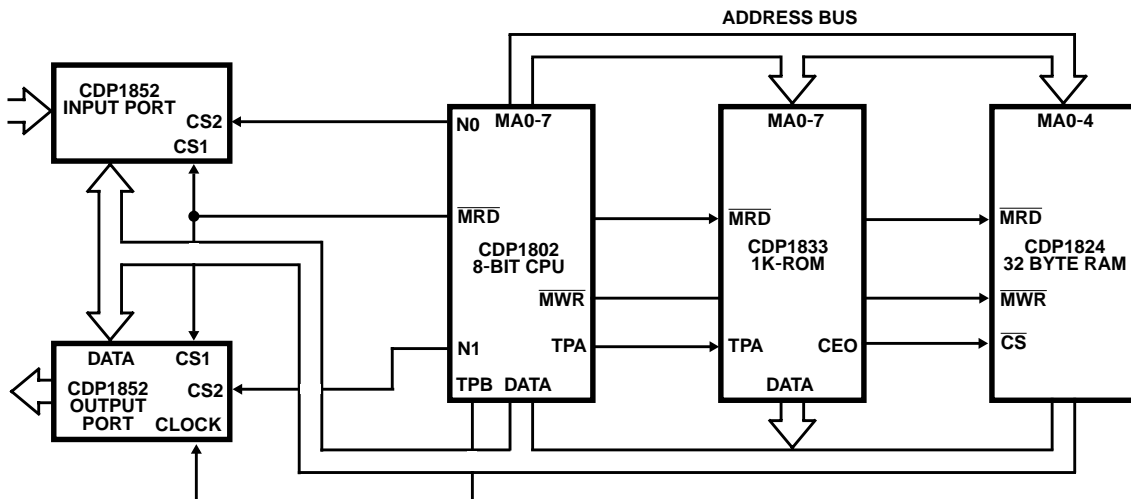 ADDRESS BUS
CDP1852
INPUT PORT
CS2
CS1
N0
MA0-7
MRD
CDP1802
8-BIT CPU
MWR
N1
TPA
TPB
DATA
MA0-7
MRD
CDP1833
1K-ROM
TPA
CEO
DATA
MA0-4
MRD
CDP1824
32 BYTE RAM
MWR
CS
DATA
CS1
CS2
CDP1852
OUTPUT
PORT
CLOCK